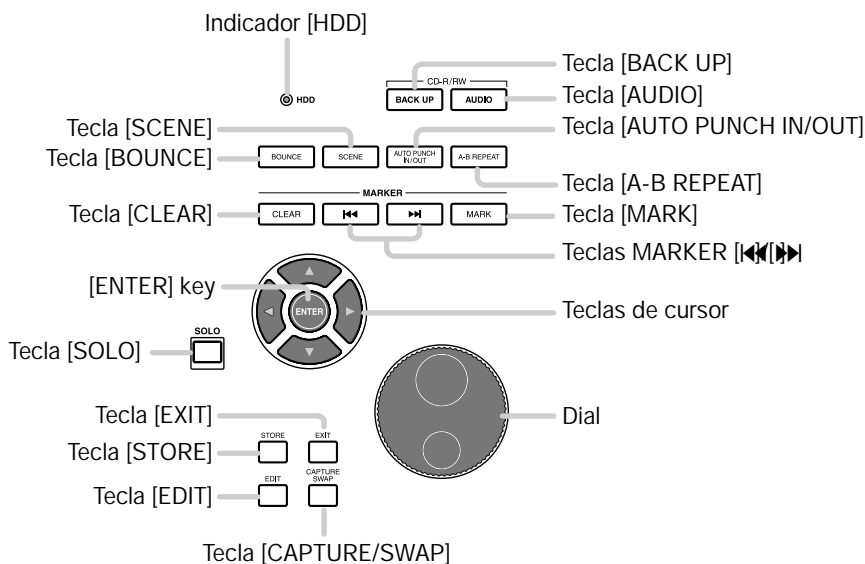 Indicador [HDD]
Tecla [BACK UP]
CD-R/RW
HDD
BACK UP
AUDIO
Tecla [AUDIO]
Tecla [AUTO PUNCH IN/OUT]
Tecla [SCENE]
Tecla [BOUNCE]
BOUNCE
SCENE
AUTO PUNCH
IN/OUT
A-B REPEAT
Tecla [A-B REPEAT]
MARKER
Tecla [CLEAR]
CLEAR
⏮
⏭
MARK
Tecla [MARK]
Teclas MARKER [⏮]/[⏭]
[ENTER] key
ENTER
Teclas de cursor
SOLO
Tecla [SOLO]
Tecla [EXIT]
Dial
STORE
EXIT
Tecla [STORE]
EDIT
CAPTURE
SWAP
Tecla [EDIT]
Tecla [CAPTURE/SWAP]